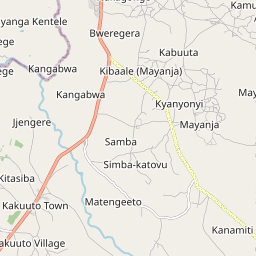 yanga Kentele
Bweregera
Kamu
Kabuuta
ege
Kangabwa
Kibaale (Mayanja)
Kangabwa
Kyanyonyi
May
Jjengere
Mayanja
Samba
Simba-katovu
Kitasiba
Kakuuto Town
Matengeeto
Kanamiti
akuuto Village